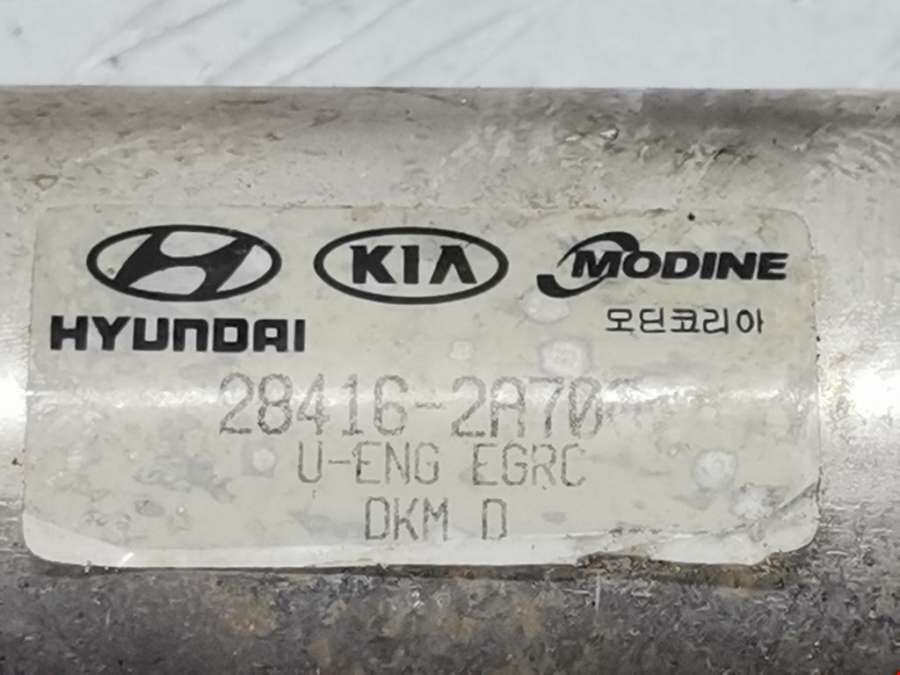 HYUNDAI
KIA
MODINE
모딘코리아
28416-2A70
U-ENG EGRC
DKM D